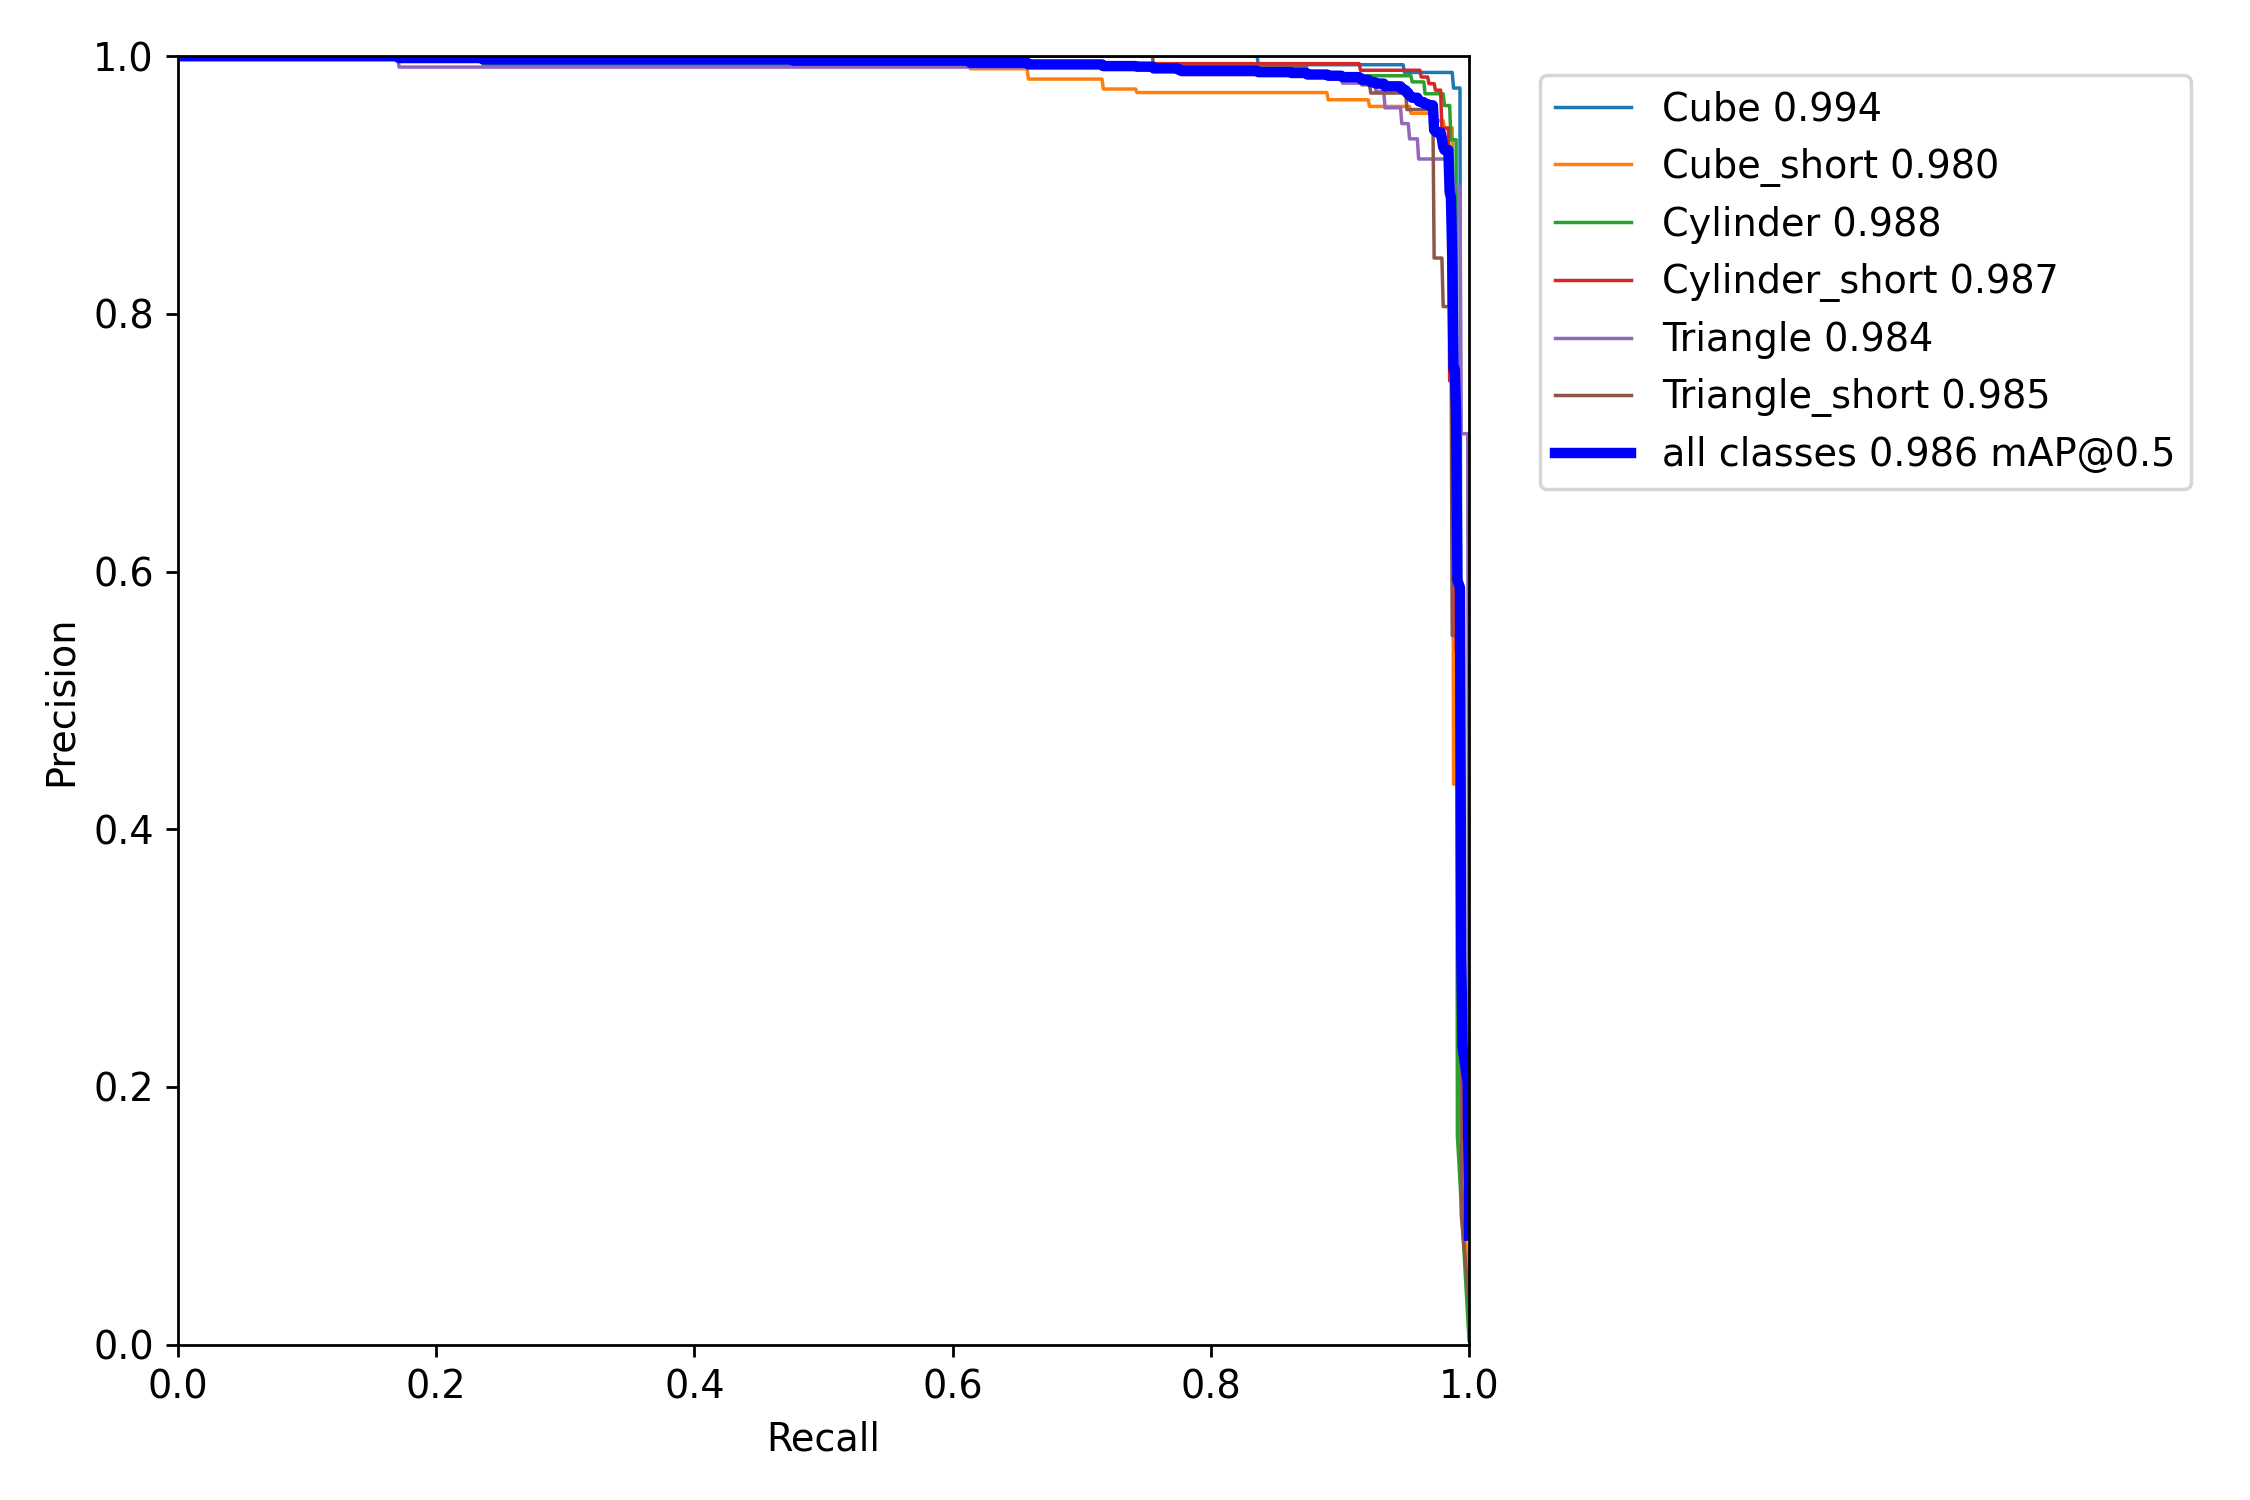 1.0
0.8
0.6
0.4
0.2
0.0
Precision
0.0 0.2 0.4 0.6 0.8 1.0
Recall
Cube 0.994
Cube_short 0.980
Cylinder 0.988
Cylinder_short 0.987
Triangle 0.984
Triangle_short 0.985
all classes 0.986 mAP@0.5